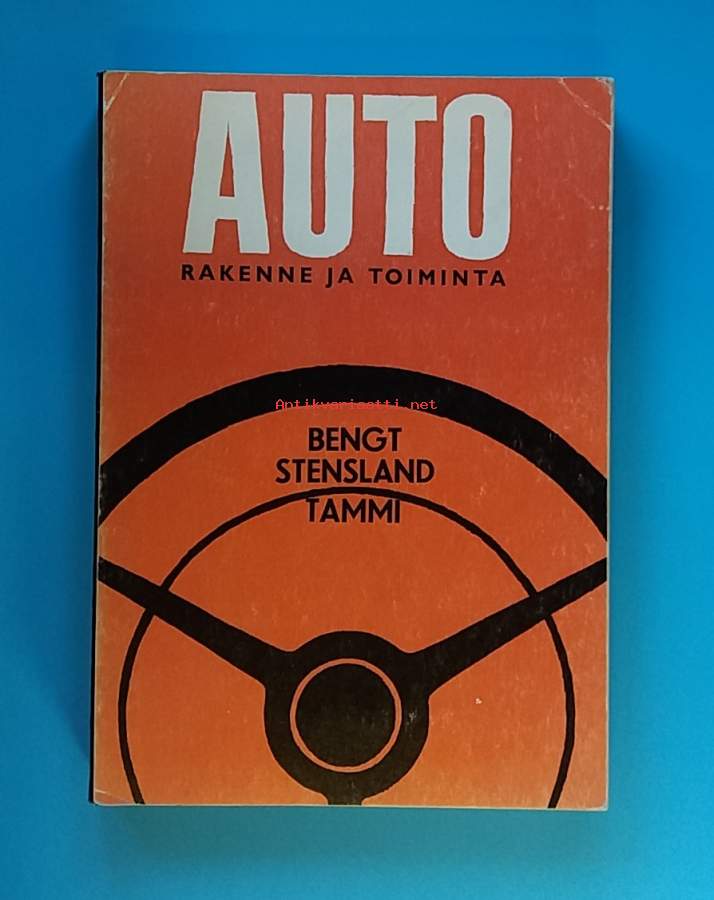 AUTO
RAKENNE JA TOIMINTA
Antikvariaatti.net
BENGT
STENSLAND
TAMMI